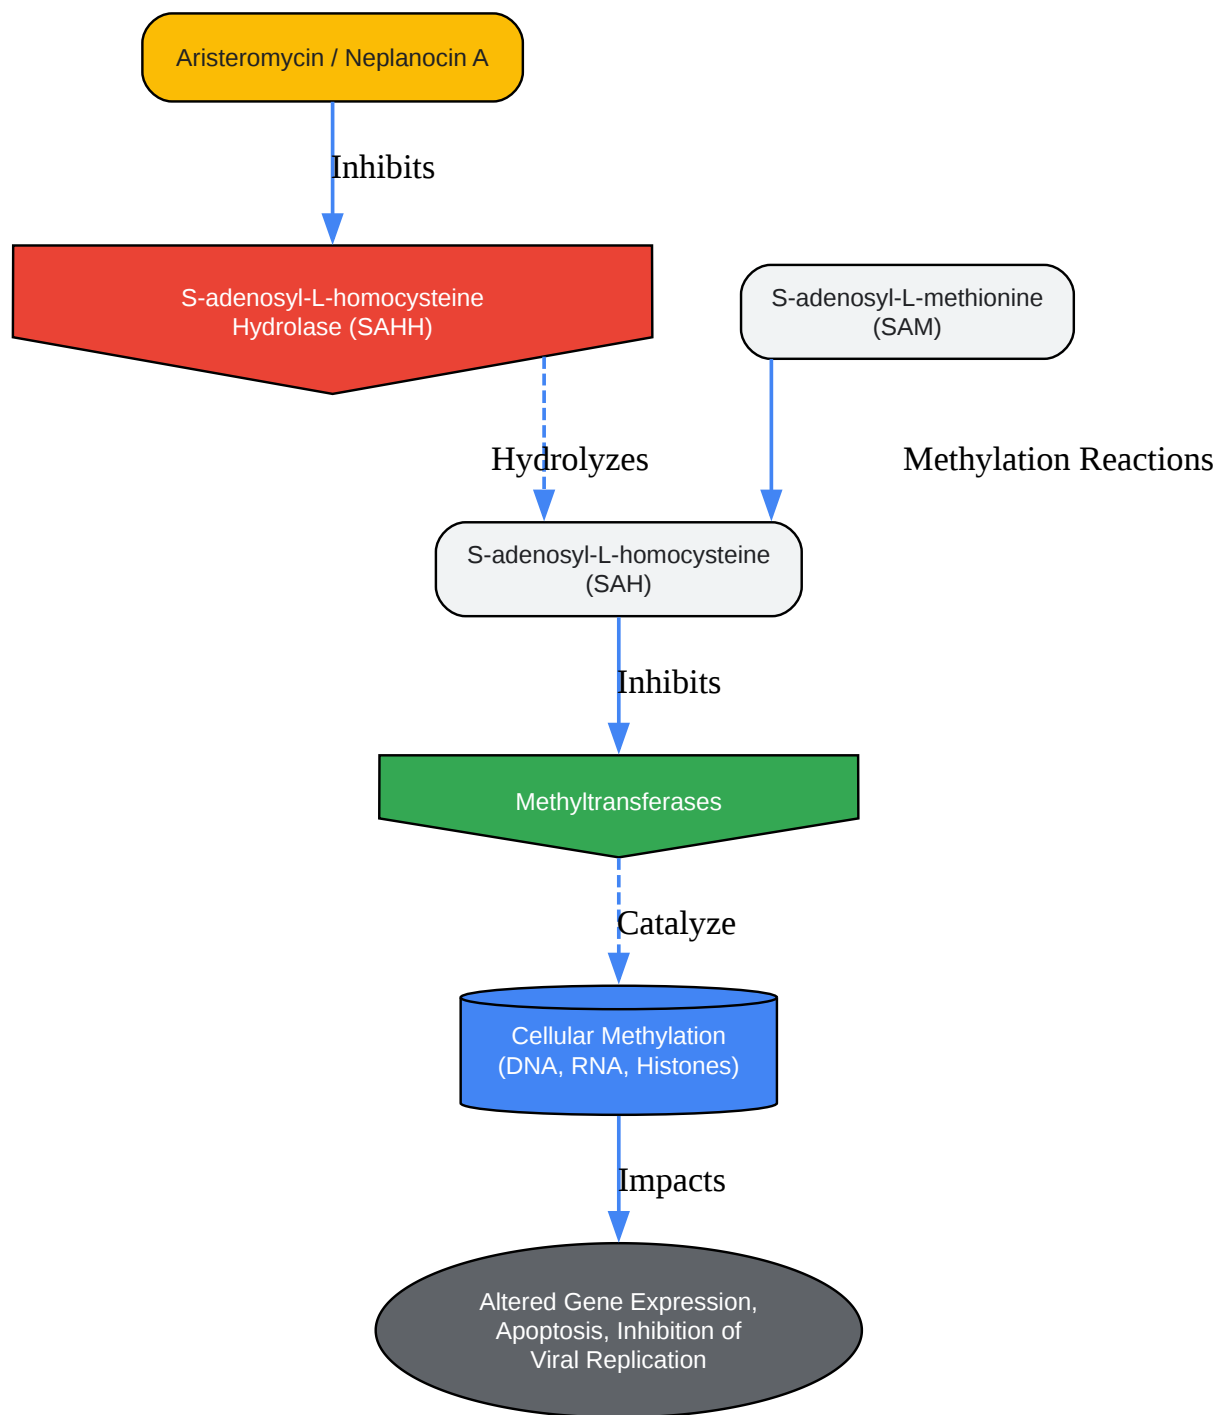 Aristeromycin / Neplanocin A
Inhibits
S-adenosyl-L-homocysteine
Hydrolase (SAHH)
S-adenosyl-L-methionine
(SAM)
Hydrolyzes
Methylation Reactions
S-adenosyl-L-homocysteine
(SAH)
Inhibits
Methyltransferases
Catalyze
Cellular Methylation
(DNA, RNA, Histones)
Impacts
Altered Gene Expression,
Apoptosis, Inhibition of
Viral Replication